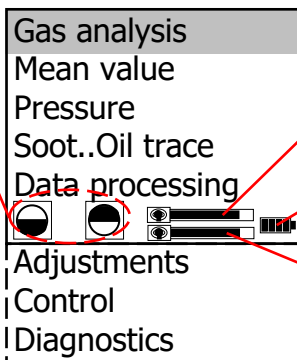 Gas analysis
Mean value
Pressure
Soot..Oil trace
Data processing
Adjustments
Control
Diagnostics